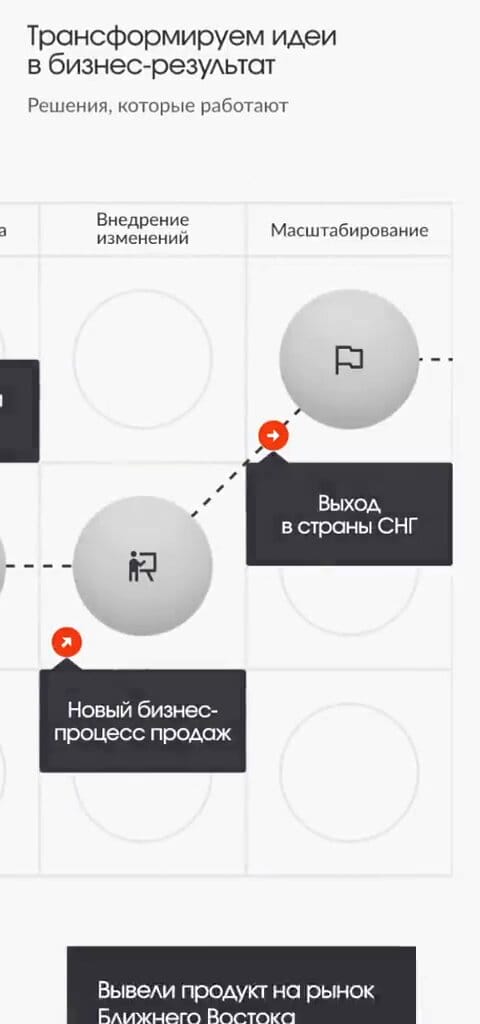 Трансформируем идеи
в бизнес-результат
Решения, которые работают
а
Внедрение
изменений
Масштабирование
Выход
в страны СНГ
Новый бизнес-
процесс продаж
Вывели продукт на рынок
Ближнего Востока